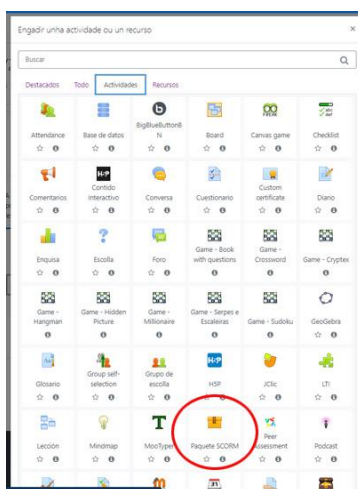 Engadir unha actividade ou un recurso
Buscar
Destacados Todo Actividades Recursos
Attendance
Base de datos
BigBlueButtonB
N
Board
Canvas game
Checklist
Comentarios
H-P
Contido
Interactivo
Conversa
Cuestionario
Custom
certificate
Diario
Enquisa
Escolla
Foro
Game - Book
with questions
Game -
Crossword
Game - Cryptex
Game -
Hangman
Game - Hidden
Picture
Game -
Millionaire
Game - Serpes e
Escaleiras
Game - Sudoku
GeoGebra
Glosario
Group self-
selection
Grupo de
escolla
H-P
H5P
JClic
LTI
Lección
Mindmap
MooTyper
Paquete SCORM
Peer
Assessment
Podcast
31